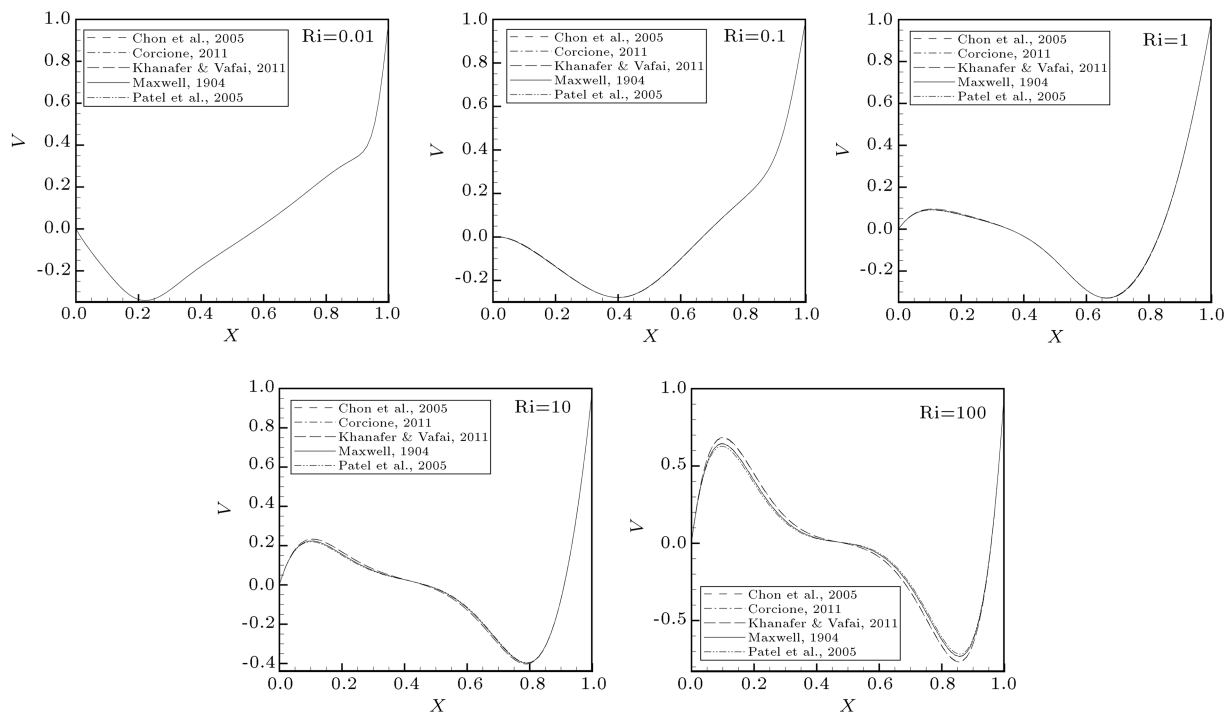 Ri=0.01
Chon et al., 2005
Corcione, 2011
Khanafer & Vafai, 2011
Maxwell, 1904
Patel et al., 2005
1.0
0.8
0.6
0.4
0.2
0.0
-0.2
V
0.0 0.2 0.4 0.6 0.8 1.0
X
Ri=0.1
Chon et al., 2005
Corcione, 2011
Khanafer & Vafai, 2011
Maxwell, 1904
Patel et al., 2005
1.0
0.8
0.6
0.4
0.2
0.0
-0.2
V
0.0 0.2 0.4 0.6 0.8 1.0
X
Ri=1
Chon et al., 2005
Corcione, 2011
Khanafer & Vafai, 2011
Maxwell, 1904
Patel et al., 2005
1.0
0.8
0.6
0.4
0.2
0.0
-0.2
V
0.0 0.2 0.4 0.6 0.8 1.0
X
Ri=10
Chon et al., 2005
Corcione, 2011
Khanafer & Vafai, 2011
Maxwell, 1904
Patel et al., 2005
1.0
0.8
0.6
0.4
0.2
0.0
-0.2
-0.4
V
0.0 0.2 0.4 0.6 0.8 1.0
X
Ri=100
1.0
0.5
0.0
-0.5
V
Chon et al., 2005
Corcione, 2011
Khanafer & Vafai, 2011
Maxwell, 1904
Patel et al., 2005
0.0 0.2 0.4 0.6 0.8 1.0
X